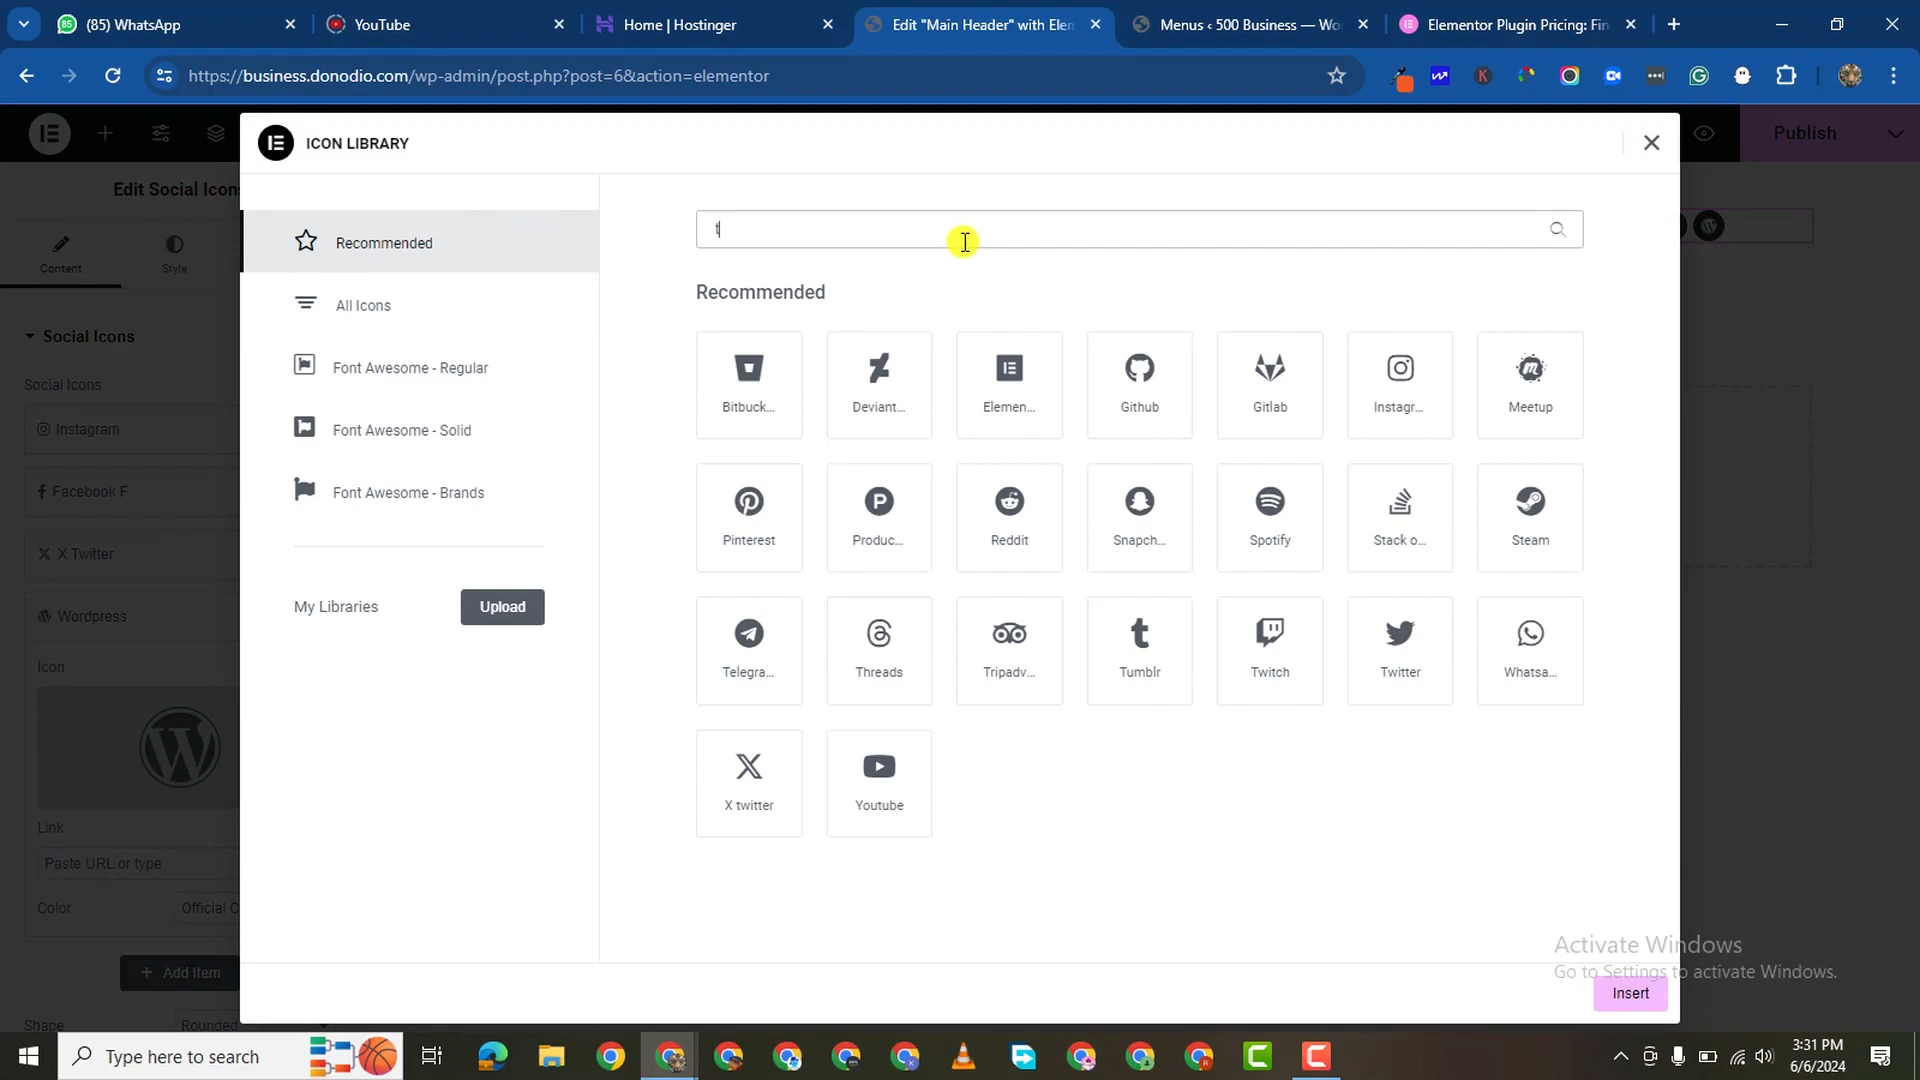 (85) WhatsApp
YouTube
Home | Hostinger
Edit "Main Header" with Elem
Menus ‹ 500 Business — Wo
Elementor Plugin Pricing: Fin
https://business.donodio.com/wp-admin/post.php?post=6&action=elementor
ICON LIBRARY
Publish
Edit Social Icons
Content
Style
Social Icons
Social Icons
Instagram
Facebook F
X Twitter
Wordpress
Icon
Link
Paste URL or type
Color
Official C
+ Add Item
Shape
Rounded
Recommended
All Icons
Font Awesome - Regular
Font Awesome - Solid
Font Awesome - Brands
My Libraries
Upload
t
Recommended
Bitbuck...
Deviant...
Elemen...
Github
Gitlab
Instagr...
Meetup
Pinterest
Produc...
Reddit
Snapch...
Spotify
Stack o...
Steam
Telegra...
Threads
Tripadv...
Tumblr
Twitch
Twitter
Whatsa...
X twitter
Youtube
Activate Windows
Go to Settings to activate Windows.
Insert
Type here to search
3:31 PM
6/6/2024